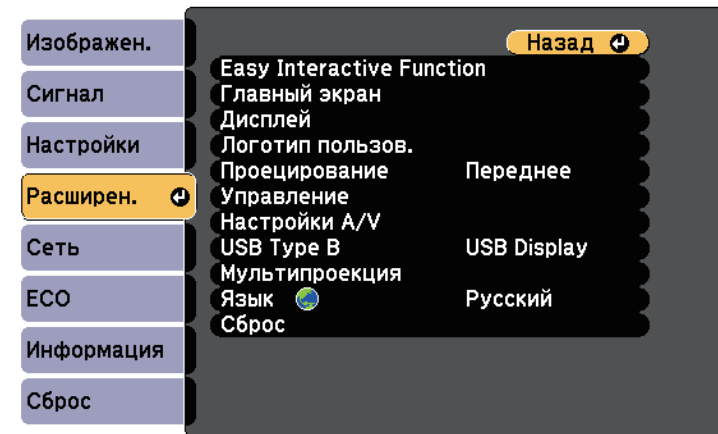 Изображен.
Сигнал
Настройки
Расширен.
Сеть
ECO
Информация
Сброс
Назад
Easy Interactive Function
Главный экран
Дисплей
Логотип пользов.
Проецирование Переднее
Управление
Настройки A/V
USB Type B USB Display
Мультипроекция
Язык Русский
Сброс